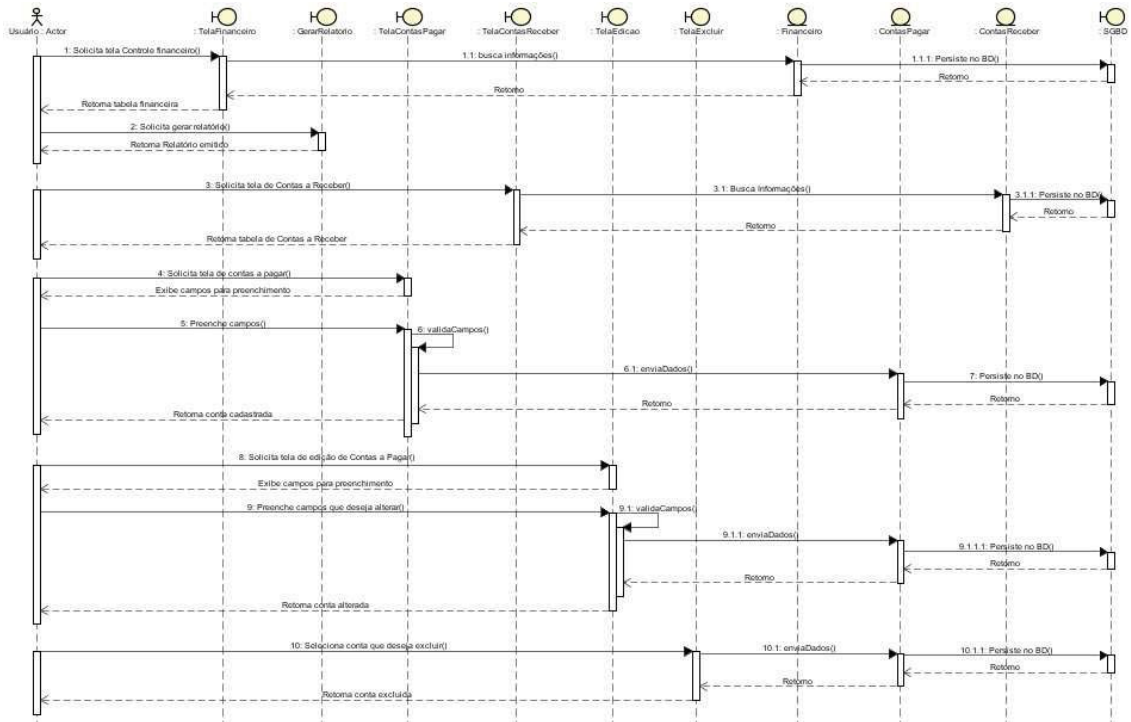 Usuário : Actor
: TelaFinanceiro
: GerarRelatorio
: TelaContasPagar
: TelaContasReceber
: TelaEdicao
: TelaExcluir
: Financeiro
: ContasPagar
: ContasReceber
: SGBD
1: Solicita tela Controle financeiro()
1.1: busca informações()
1.1.1: Persiste no BD()
Retorno
Retorno
Retorna tabela financeira
2: Solicita gerar relatório()
Retorna Relatório emitico
3: Solicita tela de Contas a Receber()
3.1: Busca Informações()
3.1.1: Persiste no BD()
Retorno
Retorno
Retorna tabela de Contas a Receber
4: Solicita tela de contas a pagar()
Exibe campos para preenchimento
5: Preenche campos()
6: validaCampos()
6.1: enviaDados()
7: Persiste no BD()
Retorno
Retorno
Retorna conta cadastrada
8: Solicita tela de edição de Contas a Pagar()
Exibe campos para preenchimento
9: Preenche campos que deseja alterar()
9.1: validaCampos()
9.1.1: enviaDados()
9.1.1.1: Persiste no BD()
Retorno
Retorno
Retorna conta alterada
10: Seleciona conta que deseja excluir()
10.1: enviaDados()
10.1.1: Persiste no BD()
Retorno
Retorno
Retorna conta excluida